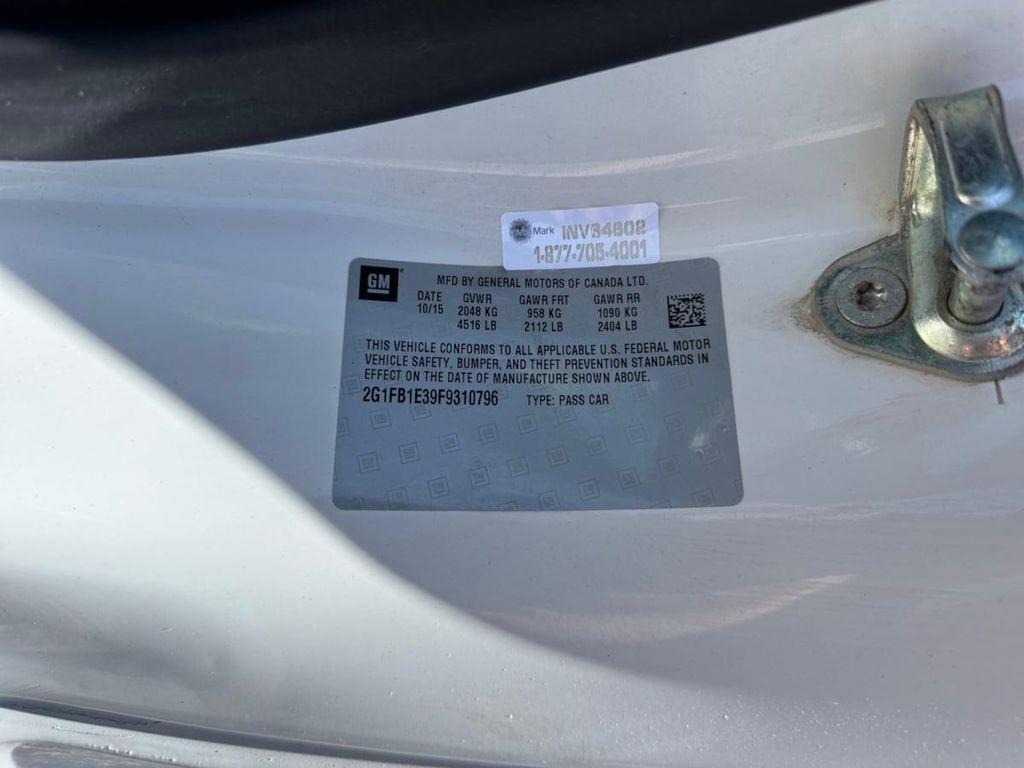 Mark INV34602
1-877-705-4001
GM
MFD BY GENERAL MOTORS OF CANADA LTD.
DATE GVWR GAWR FRT GAWR RR
10/15 2048 KG 958 KG 1090 KG
4516 LB 2112 LB 2404 LB
THIS VEHICLE CONFORMS TO ALL APPLICABLE U.S. FEDERAL MOTOR
VEHICLE SAFETY, BUMPER, AND THEFT PREVENTION STANDARDS IN
EFFECT ON THE DATE OF MANUFACTURE SHOWN ABOVE.
2G1FB1E39F9310796 TYPE: PASS CAR